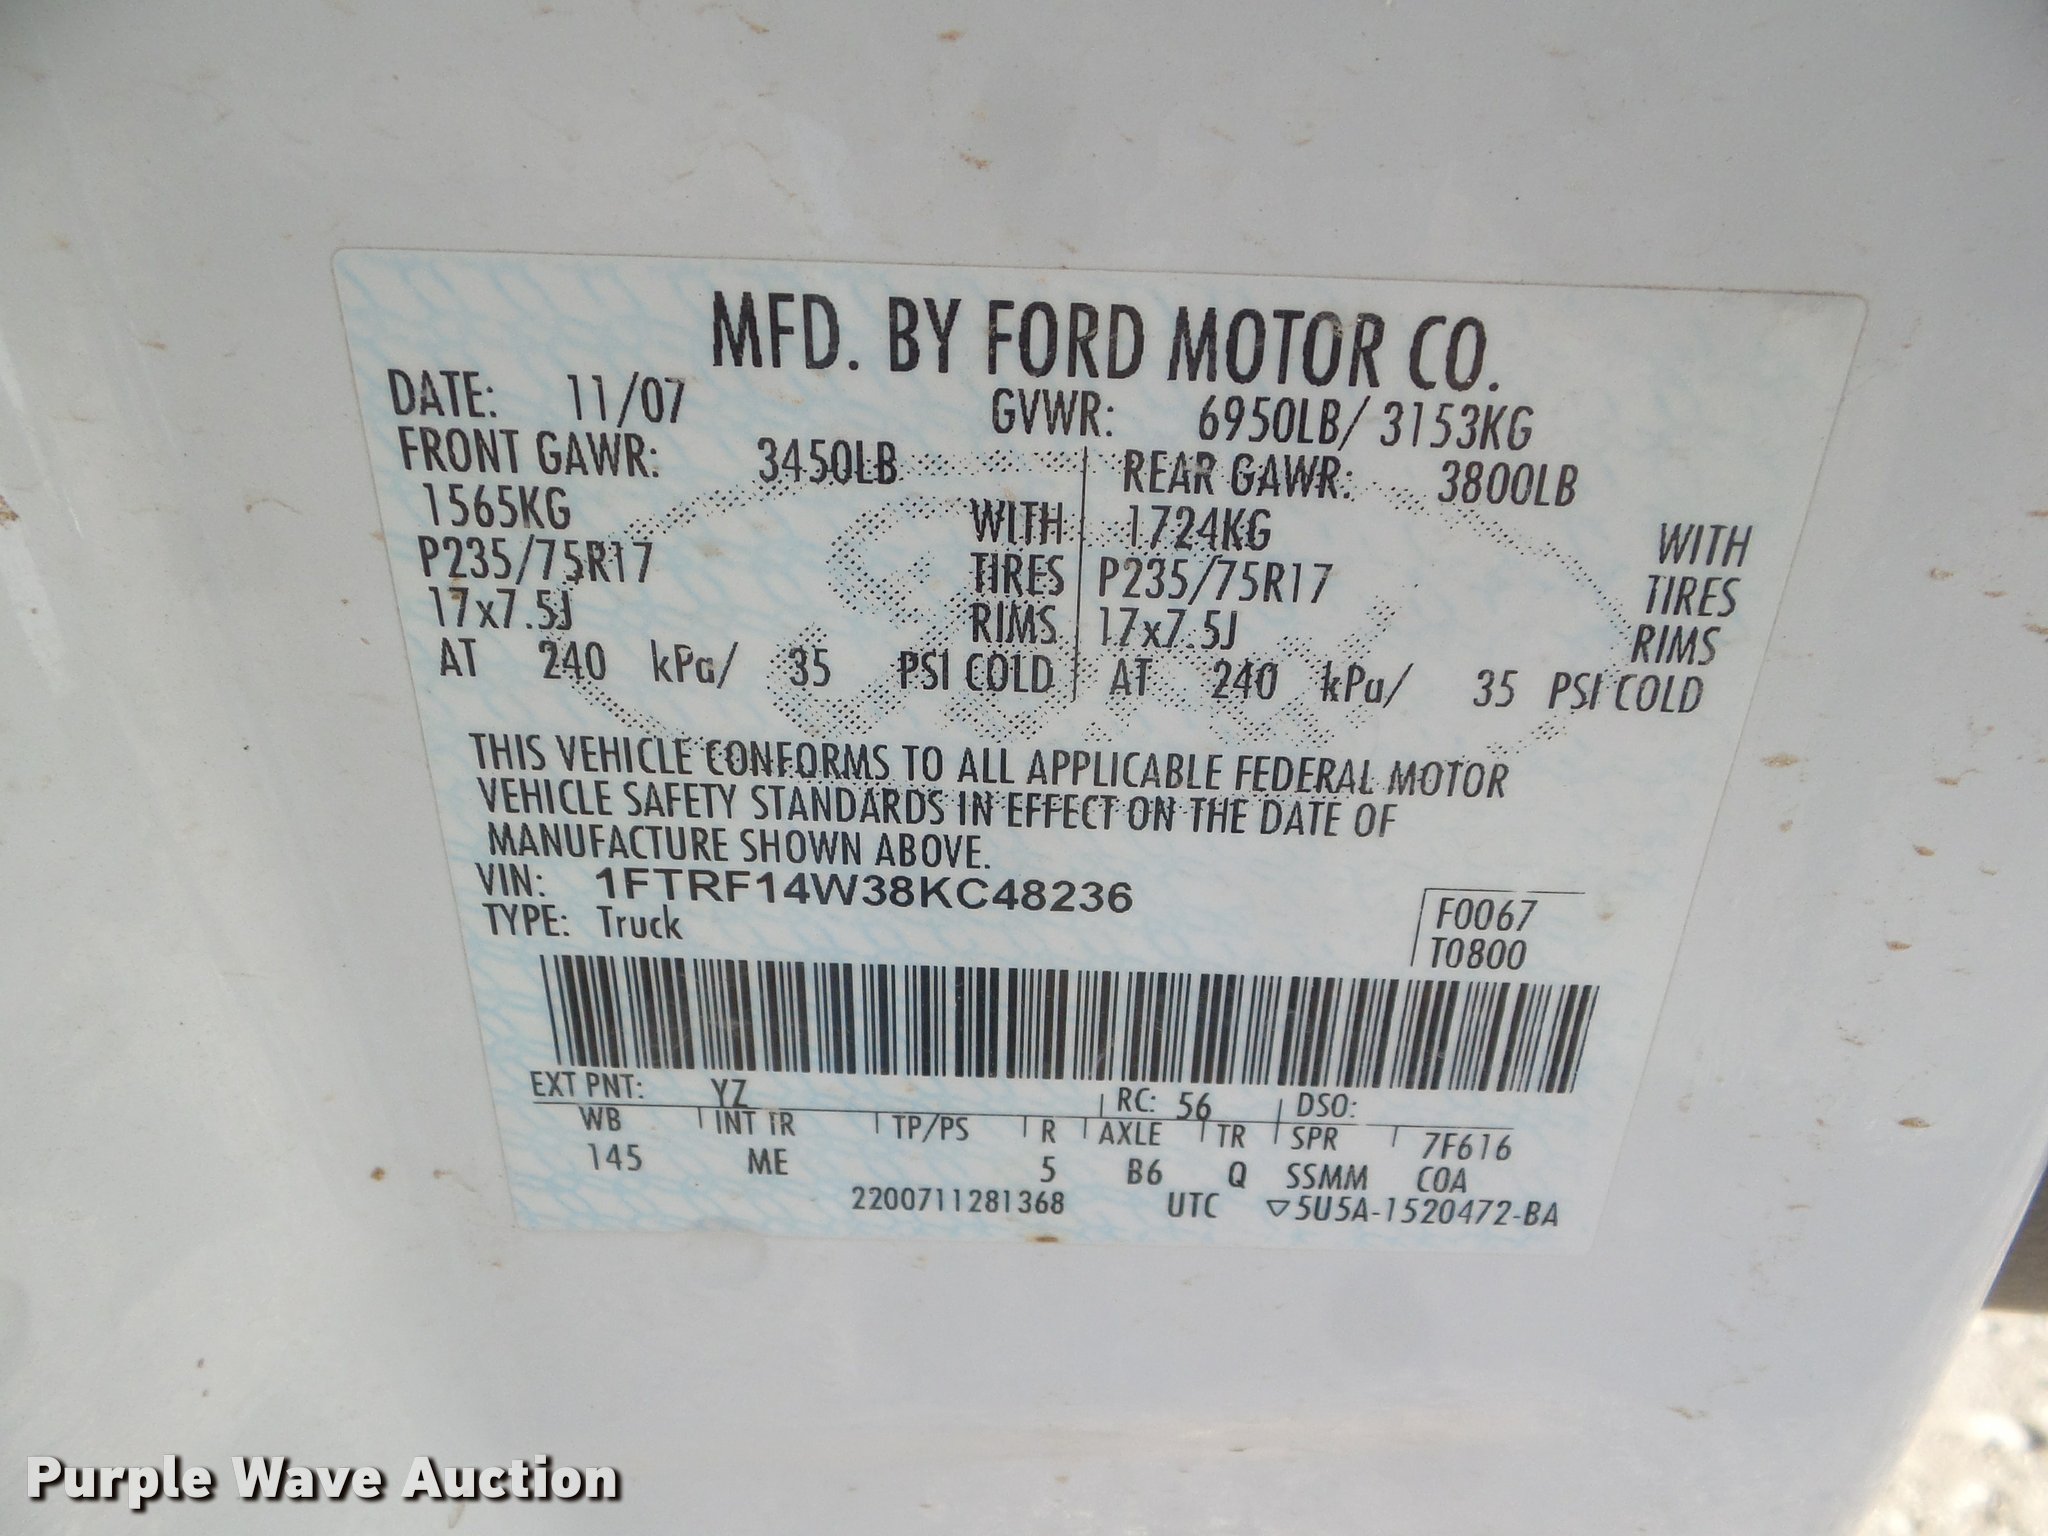 MFD. BY FORD MOTOR CO.
DATE: 11/07 GVWR: 6950LB/ 3153KG
FRONT GAWR: 3450LB REAR GAWR: 3800LB
1565KG WITH 1724KG WITH
P235/75R17 TIRES P235/75R17 TIRES
17x7.5J RIMS 17x7.5J RIMS
AT 240 kPa/ 35 PSI COLD AT 240 kPa/ 35 PSI COLD
THIS VEHICLE CONFORMS TO ALL APPLICABLE FEDERAL MOTOR
VEHICLE SAFETY STANDARDS IN EFFECT ON THE DATE OF
MANUFACTURE SHOWN ABOVE.
VIN: 1FTRF14W38KC48236
TYPE: Truck
F0067
T0800
EXT PNT: YZ RC: 56 DSO:
WB INT TR TP/PS R AXLE TR SPR 7F616
145 ME 5 B6 Q SSMM COA
2200711281368 UTC ▽5U5A-1520472-BA
Purple Wave Auction